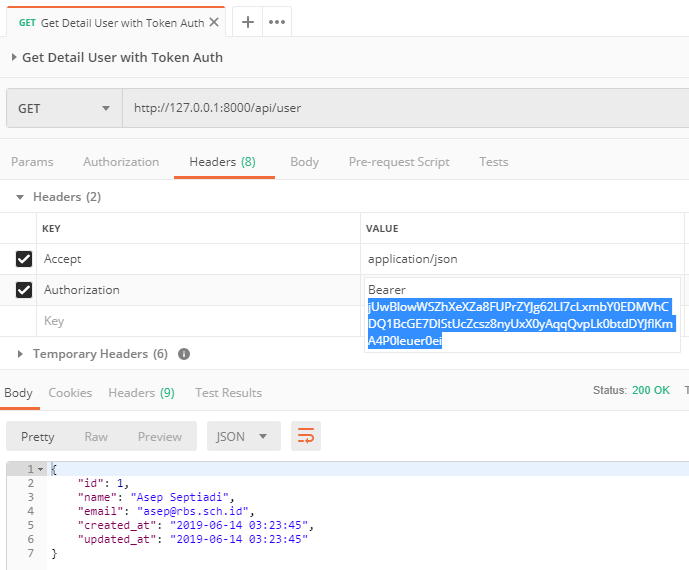 GET Get Detail User with Token Auth
Get Detail User with Token Auth
GET http://127.0.0.1:8000/api/user
Params Authorization Headers (8) Body Pre-request Script Tests
Headers (2)
KEY VALUE
Accept application/json
Authorization Bearer
jUwBlowWSZhXeXZa8FUPrZYJg62LI7cLxmbY0EDMVhC
DQ1BcGE7DIStUcZcsz8nyUxX0yAqqQvpLk0btdDYJflKm
A4P0leuer0ei
Key
Temporary Headers (6)
Body Cookies Headers (9) Test Results Status: 200 OK
Pretty Raw Preview JSON
1 {
2 "id": 1,
3 "name": "Asep Septiadi",
4 "email": "asep@rbs.sch.id",
5 "created_at": "2019-06-14 03:23:45",
6 "updated_at": "2019-06-14 03:23:45"
7 }